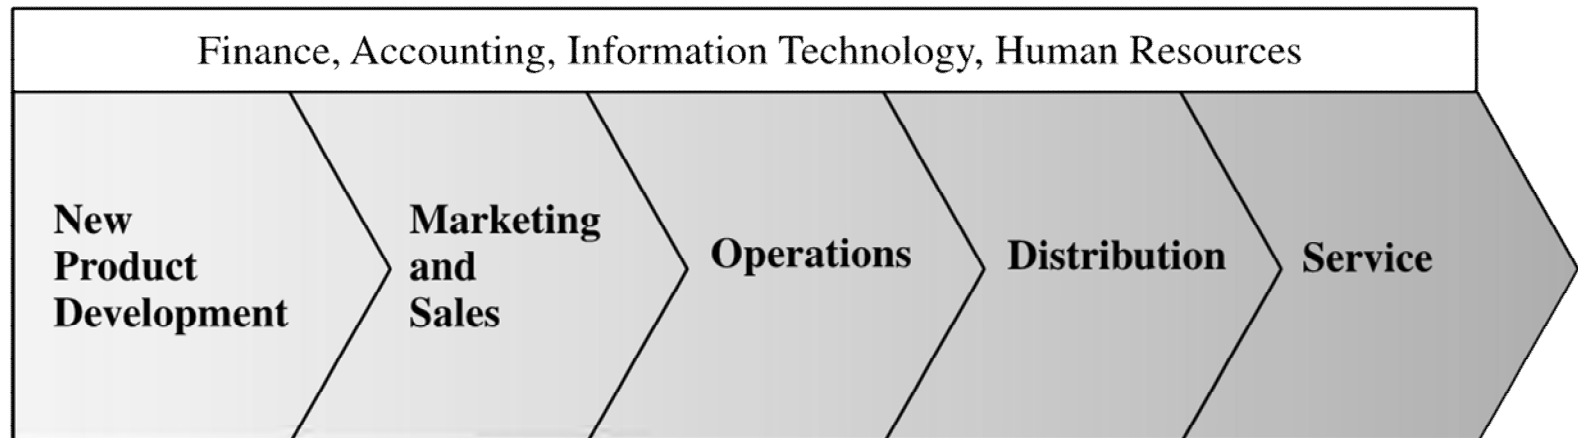 Finance, Accounting, Information Technology, Human Resources
New
Product
Development
Marketing
and
Sales
Operations
Distribution
Service